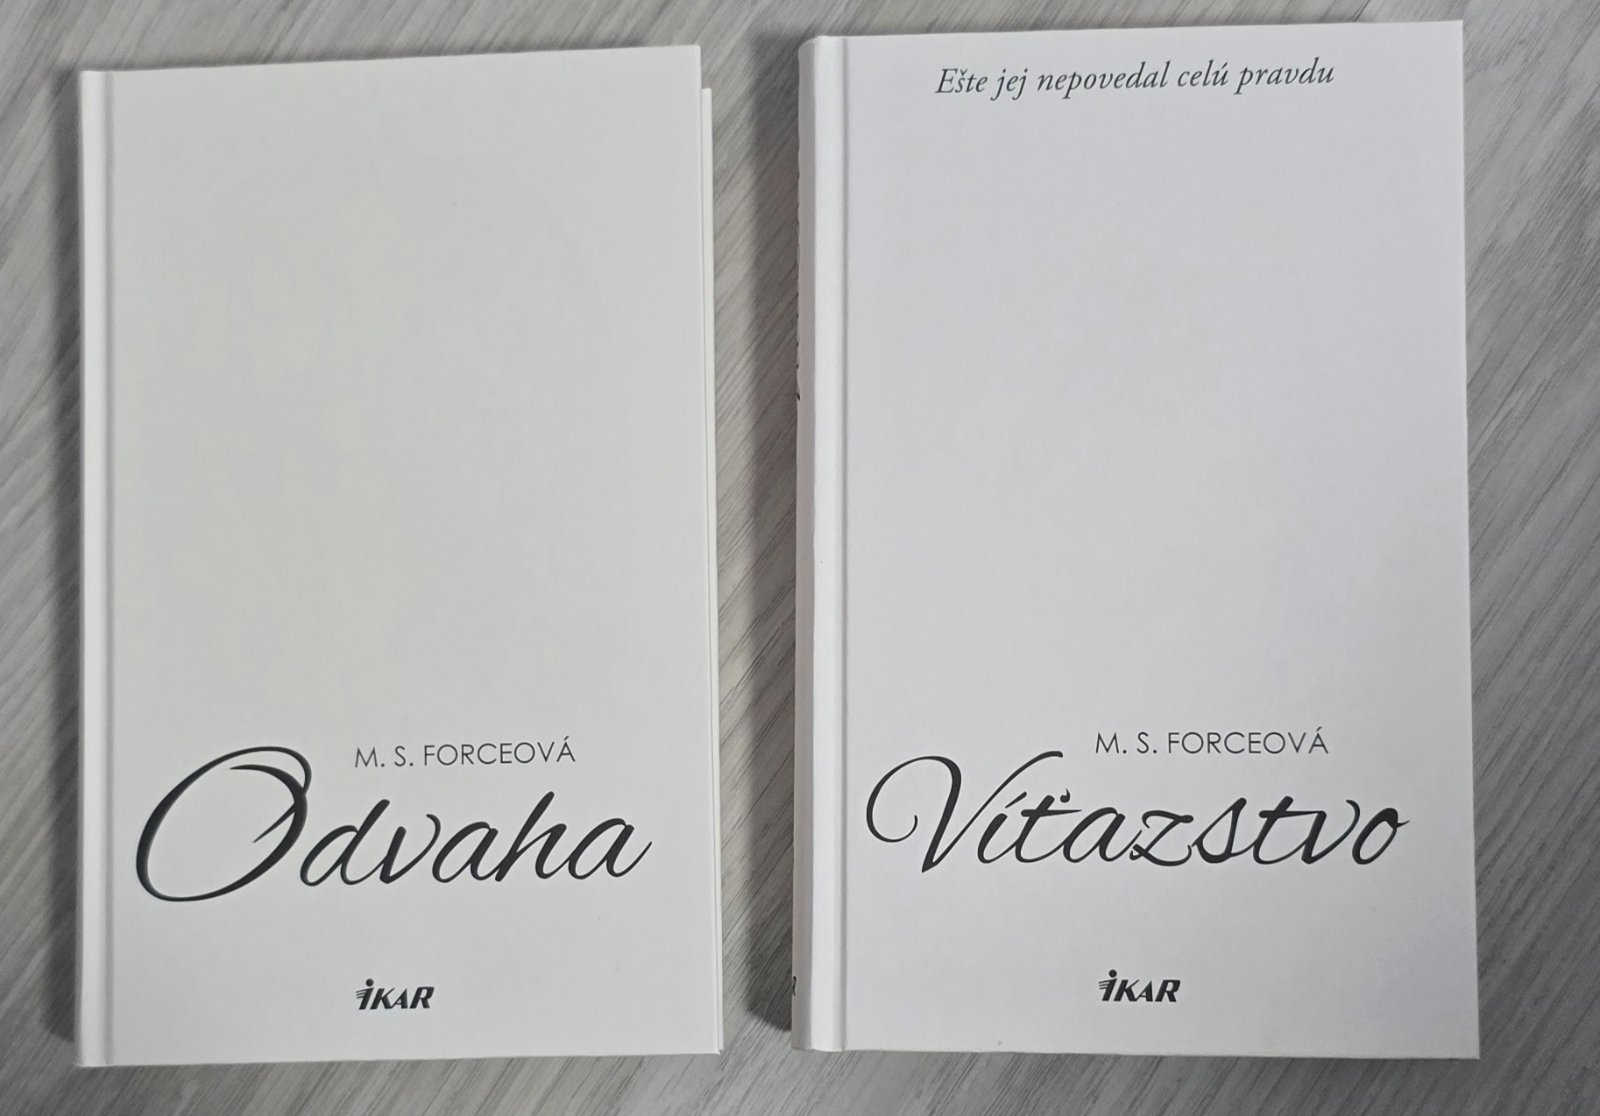 M. S. FORCEOVÁ
Odvaha
iKAR
Ešte jej nepovedal celú pravdu
M. S. FORCEOVÁ
Víťazstvo
iKAR